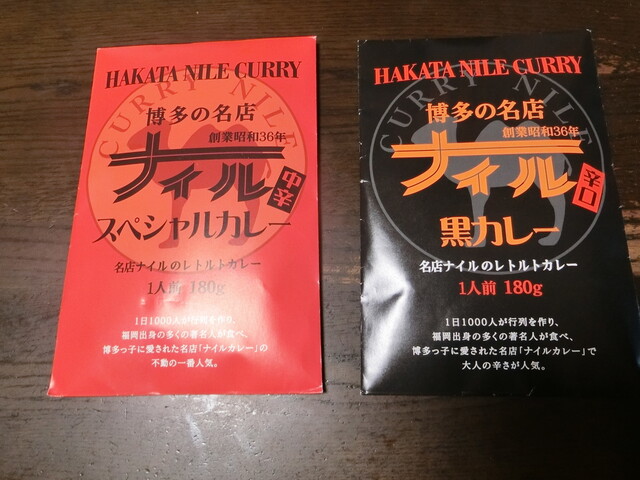 HAKATA NILE CURRY
CURRY NILE
博多の名店
創業昭和36年
ナイル
中辛
スペシャルカレー
名店ナイルのレトルトカレー
1人前 180g
1日1000人が行列を作り、
福岡出身の多くの著名人が食べ、
博多っ子に愛された名店「ナイルカレー」の
不動の一番人気。
HAKATA NILE CURRY
CURRY NILE
博多の名店
創業昭和36年
ナイル
黒カレー
名店ナイルのレトルトカレー
1人前 180g
1日1000人が行列を作り、
福岡出身の多くの著名人が食べ、
博多っ子に愛された名店「ナイルカレー」で
大人の辛さが人気。